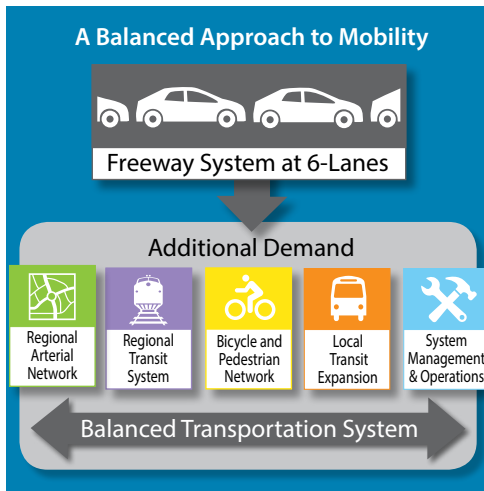 A Balanced Approach to Mobility
Freeway System at 6-Lanes
Additional Demand
Regional
Arterial
Network
Regional
Transit
System
Bicycle and
Pedestrian
Network
Local
Transit
Expansion
System
Management
& Operations
Balanced Transportation System